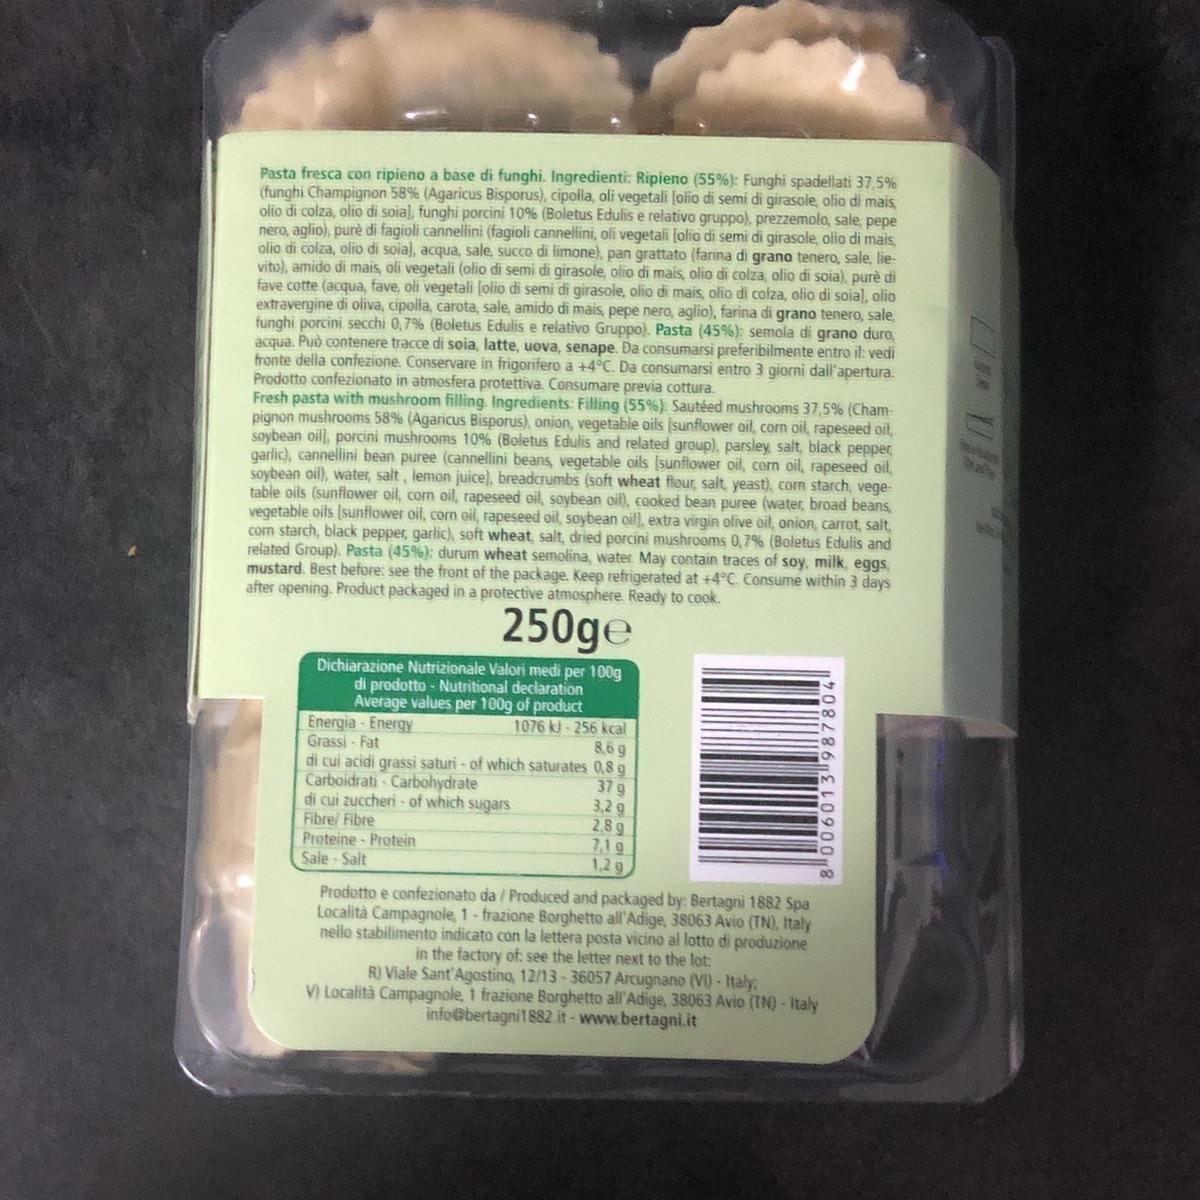 Pasta fresca con ripieno a base di funghi. Ingredienti: Ripieno (55%): Funghi spadellati 37,5%
(funghi Champignon 58% (Agaricus Bisporus), cipolla, oli vegetali [olio di semi di girasole, olio di mais,
olio di colza, olio di soia], funghi porcini 10% (Boletus Edulis e relativo gruppo), prezzemolo, sale, pepe
nero, aglio), purè di fagioli cannellini (fagioli cannellini, oli vegetali [olio di semi di girasole, olio di mais,
olio di colza, olio di soia], acqua, sale, succo di limone), pan grattato (farina di grano tenero, sale, lie-
vito), amido di mais, oli vegetali (olio di semi di girasole, olio di mais, olio di colza, olio di soia), purè di
fave cotte (acqua, fave, oli vegetali [olio di semi di girasole, olio di mais, olio di colza, olio di soia], olio
extravergine di oliva, cipolla, carota, sale, amido di mais, pepe nero, aglio), farina di grano tenero, sale,
funghi porcini secchi 0,7% (Boletus Edulis e relativo Gruppo). Pasta (45%): semola di grano duro,
acqua. Può contenere tracce di soia, latte, uova, senape. Da consumarsi preferibilmente entro il: vedi
fronte della confezione. Conservare in frigorifero a +4°C. Da consumarsi entro 3 giorni dall'apertura.
Prodotto confezionato in atmosfera protettiva. Consumare previa cottura.
Fresh pasta with mushroom filling. Ingredients: Filling (55%): Sautéed mushrooms 37,5% (Cham-
pignon mushrooms 58% (Agaricus Bisporus), onion, vegetable oils [sunflower oil, corn oil, rapeseed oil,
soybean oil], porcini mushrooms 10% (Boletus Edulis and related group), parsley, salt, black pepper,
garlic), cannellini bean puree (cannellini beans, vegetable oils [sunflower oil, corn oil, rapeseed oil,
soybean oil), water, salt , lemon juice], breadcrumbs (soft wheat flour, salt, yeast), corn starch, vege-
table oils (sunflower oil, corn oil, rapeseed oil, soybean oil), cooked bean puree (water, broad beans,
vegetable oils [sunflower oil, corn oil, rapeseed oil, soybean oil], extra virgin olive oil, onion, carrot, salt,
corn starch, black pepper, garlic), soft wheat, salt, dried porcini mushrooms 0,7% (Boletus Edulis and
related Group). Pasta (45%): durum wheat semolina, water. May contain traces of soy, milk, eggs,
mustard. Best before: see the front of the package. Keep refrigerated at +4°C. Consume within 3 days
after opening. Product packaged in a protective atmosphere. Ready to cook.
250g℮
Dichiarazione Nutrizionale Valori medi per 100g
di prodotto - Nutritional declaration
Average values per 100g of product
Energia - Energy 1076 kJ - 256 kcal
Grassi - Fat 8,6 g
di cui acidi grassi saturi - of which saturates 0,8 g
Carboidrati - Carbohydrate 37 g
di cui zuccheri - of which sugars 3,2 g
Fibre/ Fibre 2,8 g
Proteine - Protein 7,1 g
Sale - Salt 1,2 g
8 006013 987804
Prodotto e confezionato da / Produced and packaged by: Bertagni 1882 Spa
Località Campagnole, 1 - frazione Borghetto all'Adige, 38063 Avio (TN), Italy
nello stabilimento indicato con la lettera posta vicino al lotto di produzione
in the factory of: see the letter next to the lot:
R) Viale Sant'Agostino, 12/13 - 36057 Arcugnano (VI) - Italy;
V) Località Campagnole, 1 frazione Borghetto all'Adige, 38063 Avio (TN) - Italy
info@bertagni1882.it - www.bertagni.it